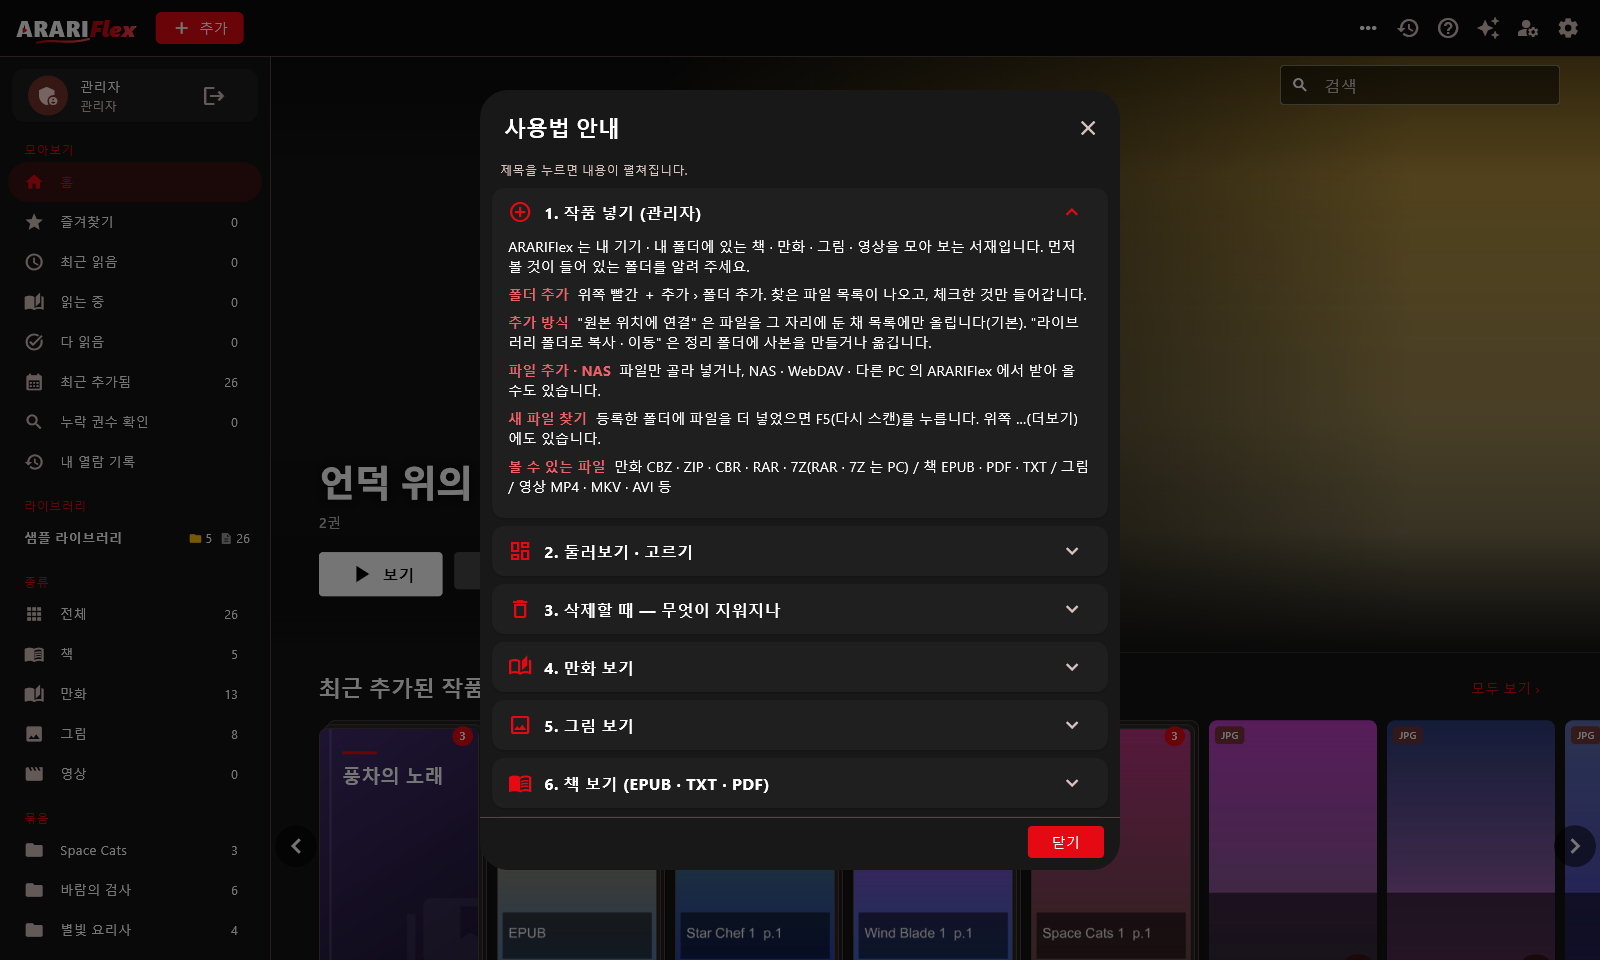 ARARIFlex
추가
관리자
관리자
검색
모아보기
홈
즐겨찾기 0
최근 읽음 0
읽는 중 0
다 읽음 0
최근 추가됨 26
누락 권수 확인 0
내 열람 기록
라이브러리
샘플 라이브러리 5 26
종류
전체 26
책 5
만화 13
그림 8
영상 0
묶음
Space Cats 3
바람의 검사 6
별빛 요리사 4
언덕 위의
2권
보기
최근 추가된 작품
모두 보기 ›
3
풍차의 노래
EPUB
Star Chef 1 p.1
Wind Blade 1 p.1
3
Space Cats 1 p.1
JPG
JPG
JPG
사용법 안내
제목을 누르면 내용이 펼쳐집니다.
1. 작품 넣기 (관리자)
ARARIFlex 는 내 기기 · 내 폴더에 있는 책 · 만화 · 그림 · 영상을 모아 보는 서재입니다. 먼저
볼 것이 들어 있는 폴더를 알려 주세요.
폴더 추가 위쪽 빨간 + 추가 › 폴더 추가. 찾은 파일 목록이 나오고, 체크한 것만 들어갑니다.
추가 방식 "원본 위치에 연결" 은 파일을 그 자리에 둔 채 목록에만 올립니다(기본). "라이브
러리 폴더로 복사 · 이동" 은 정리 폴더에 사본을 만들거나 옮깁니다.
파일 추가 · NAS 파일만 골라 넣거나, NAS · WebDAV · 다른 PC 의 ARARIFlex 에서 받아 올
수도 있습니다.
새 파일 찾기 등록한 폴더에 파일을 더 넣었으면 F5(다시 스캔)를 누릅니다. 위쪽 ...(더보기)
에도 있습니다.
볼 수 있는 파일 만화 CBZ · ZIP · CBR · RAR · 7Z(RAR · 7Z 는 PC) / 책 EPUB · PDF · TXT / 그림
/ 영상 MP4 · MKV · AVI 등
2. 둘러보기 · 고르기
3. 삭제할 때 — 무엇이 지워지나
4. 만화 보기
5. 그림 보기
6. 책 보기 (EPUB · TXT · PDF)
닫기